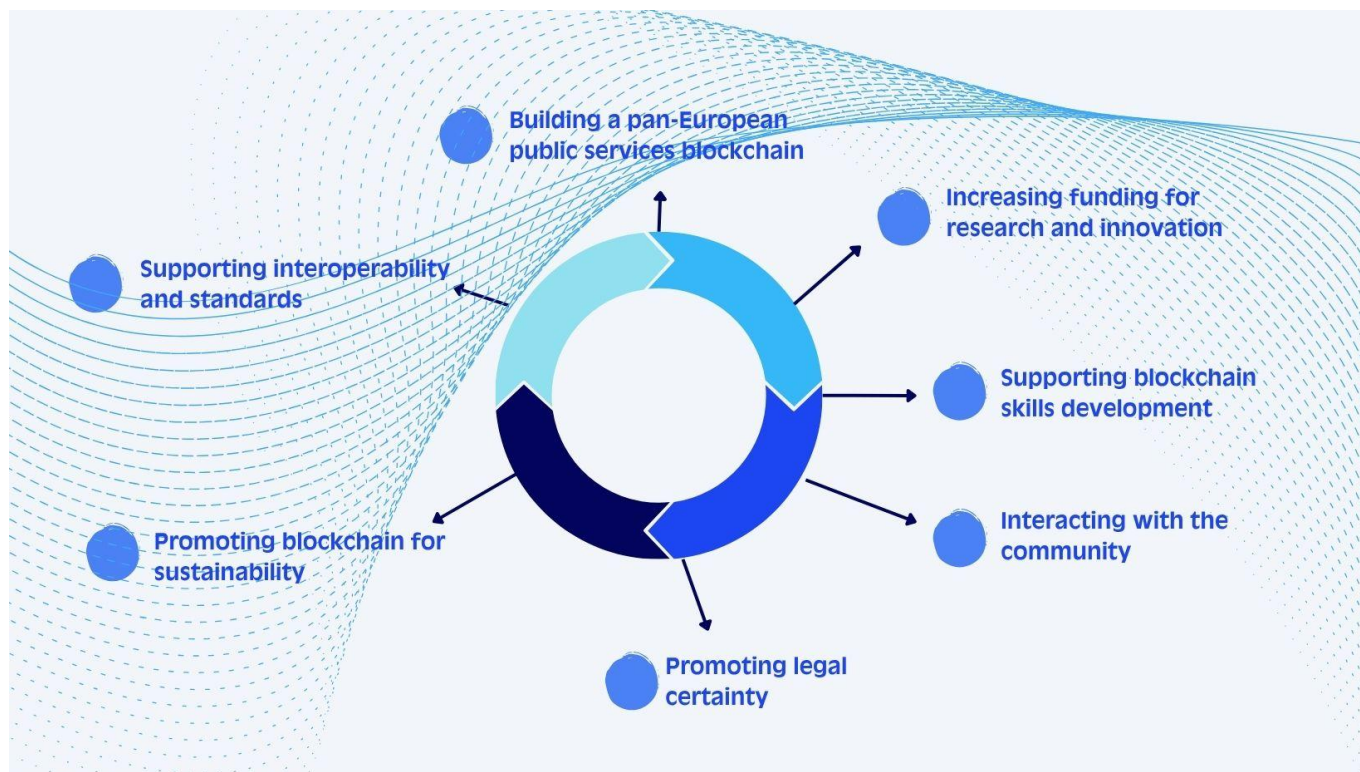 Building a pan-European
public services blockchain
Increasing funding for
research and innovation
Supporting interoperability
and standards
Supporting blockchain
skills development
Interacting with the
community
Promoting blockchain for
sustainability
Promoting legal
certainty